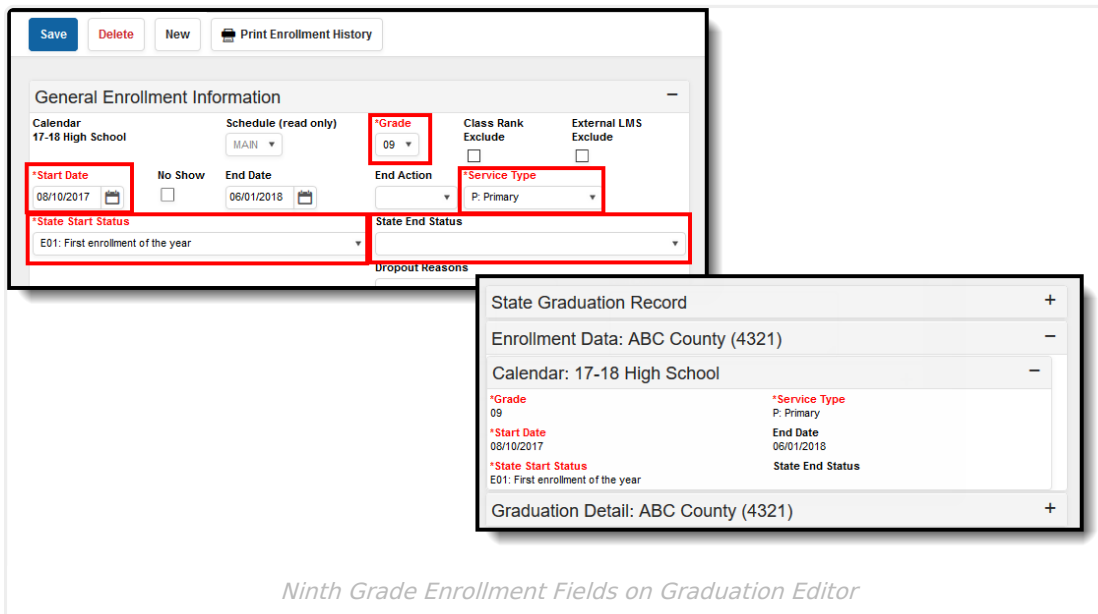 Save Delete New Print Enrollment History
General Enrollment Information
Calendar Schedule (read only) *Grade Class Rank Exclude External LMS Exclude
17-18 High School MAIN 09
*Start Date No Show End Date End Action *Service Type
08/10/2017 06/01/2018 P: Primary
*State Start Status State End Status
E01: First enrollment of the year
Dropout Reasons
State Graduation Record +
Enrollment Data: ABC County (4321) −
Calendar: 17-18 High School −
*Grade *Service Type
09 P: Primary
*Start Date End Date
08/10/2017 06/01/2018
*State Start Status State End Status
E01: First enrollment of the year
Graduation Detail: ABC County (4321) +
Ninth Grade Enrollment Fields on Graduation Editor